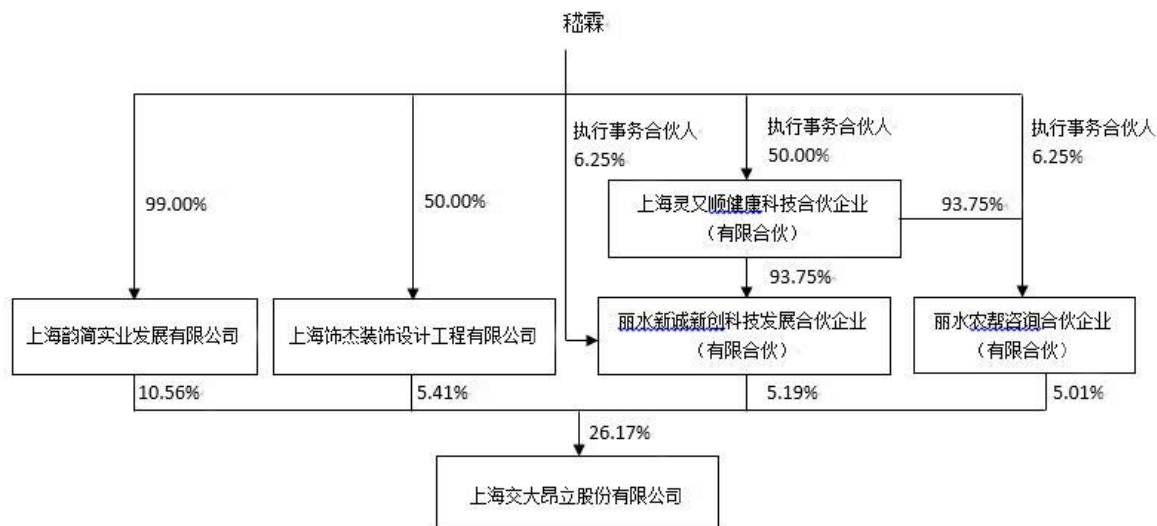 嵇霖
执行事务合伙人
6.25%
执行事务合伙人
50.00%
执行事务合伙人
6.25%
99.00%
50.00%
上海灵又顺健康科技合伙企业
（有限合伙）
93.75%
93.75%
上海韵简实业发展有限公司
上海饰杰装饰设计工程有限公司
丽水新诚新创科技发展合伙企业
（有限合伙）
丽水农帮咨询合伙企业
（有限合伙）
10.56%
5.41%
5.19%
5.01%
26.17%
上海交大昂立股份有限公司